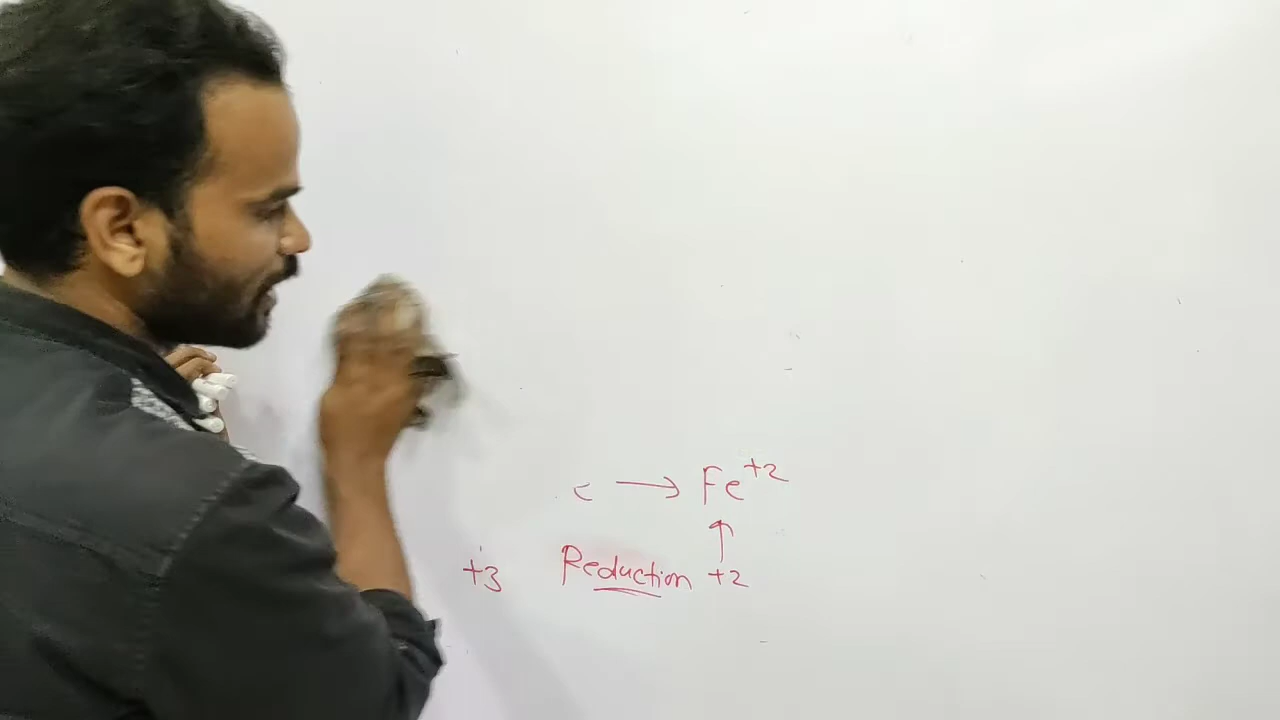 e → Fe+2
↑
+3 Reduction +2